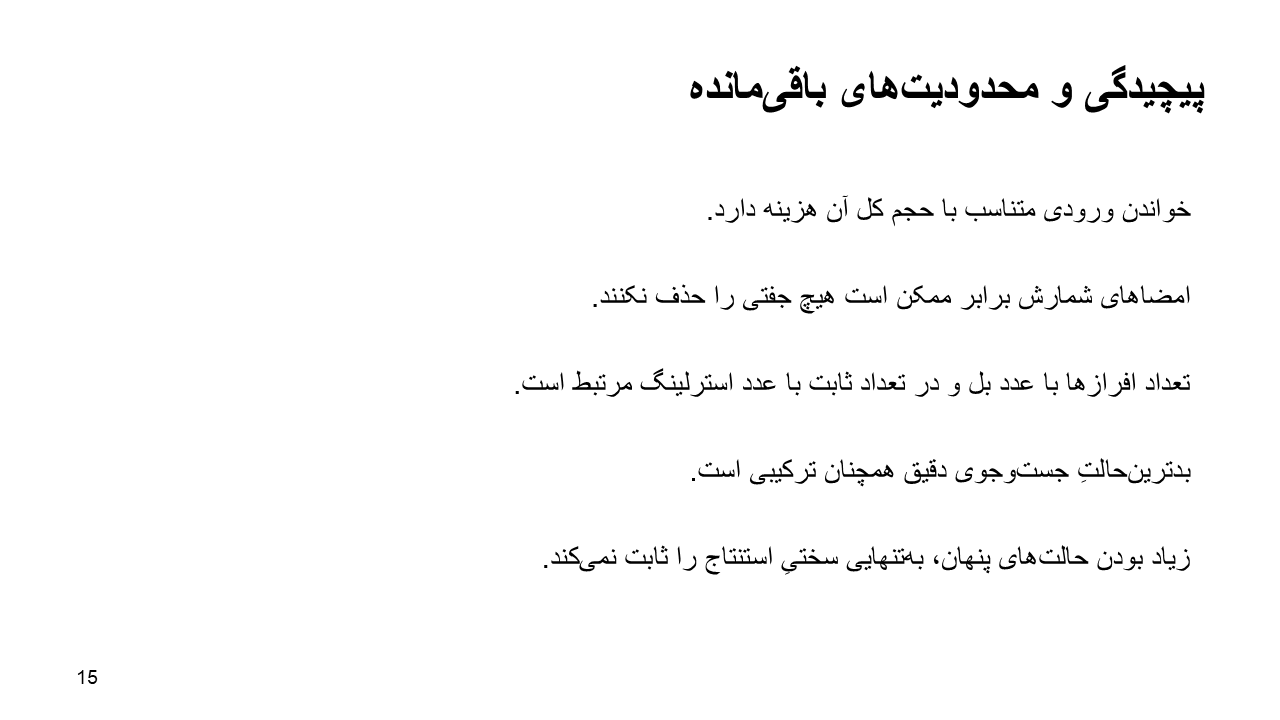 پیچیدگی و محدودیت‌های باقی‌مانده
خواندن ورودی متناسب با حجم کل آن هزینه دارد.
امضاهای شمارش برابر ممکن است هیچ جفتی را حذف نکنند.
تعداد افرازها با عدد بل و در تعداد ثابت با عدد استرلینگ مرتبط است.
بدترین‌حالتِ جست‌وجوی دقیق همچنان ترکیبی است.
زیاد بودن حالت‌های پنهان، به‌تنهایی سختیِ استنتاج را ثابت نمی‌کند.
15